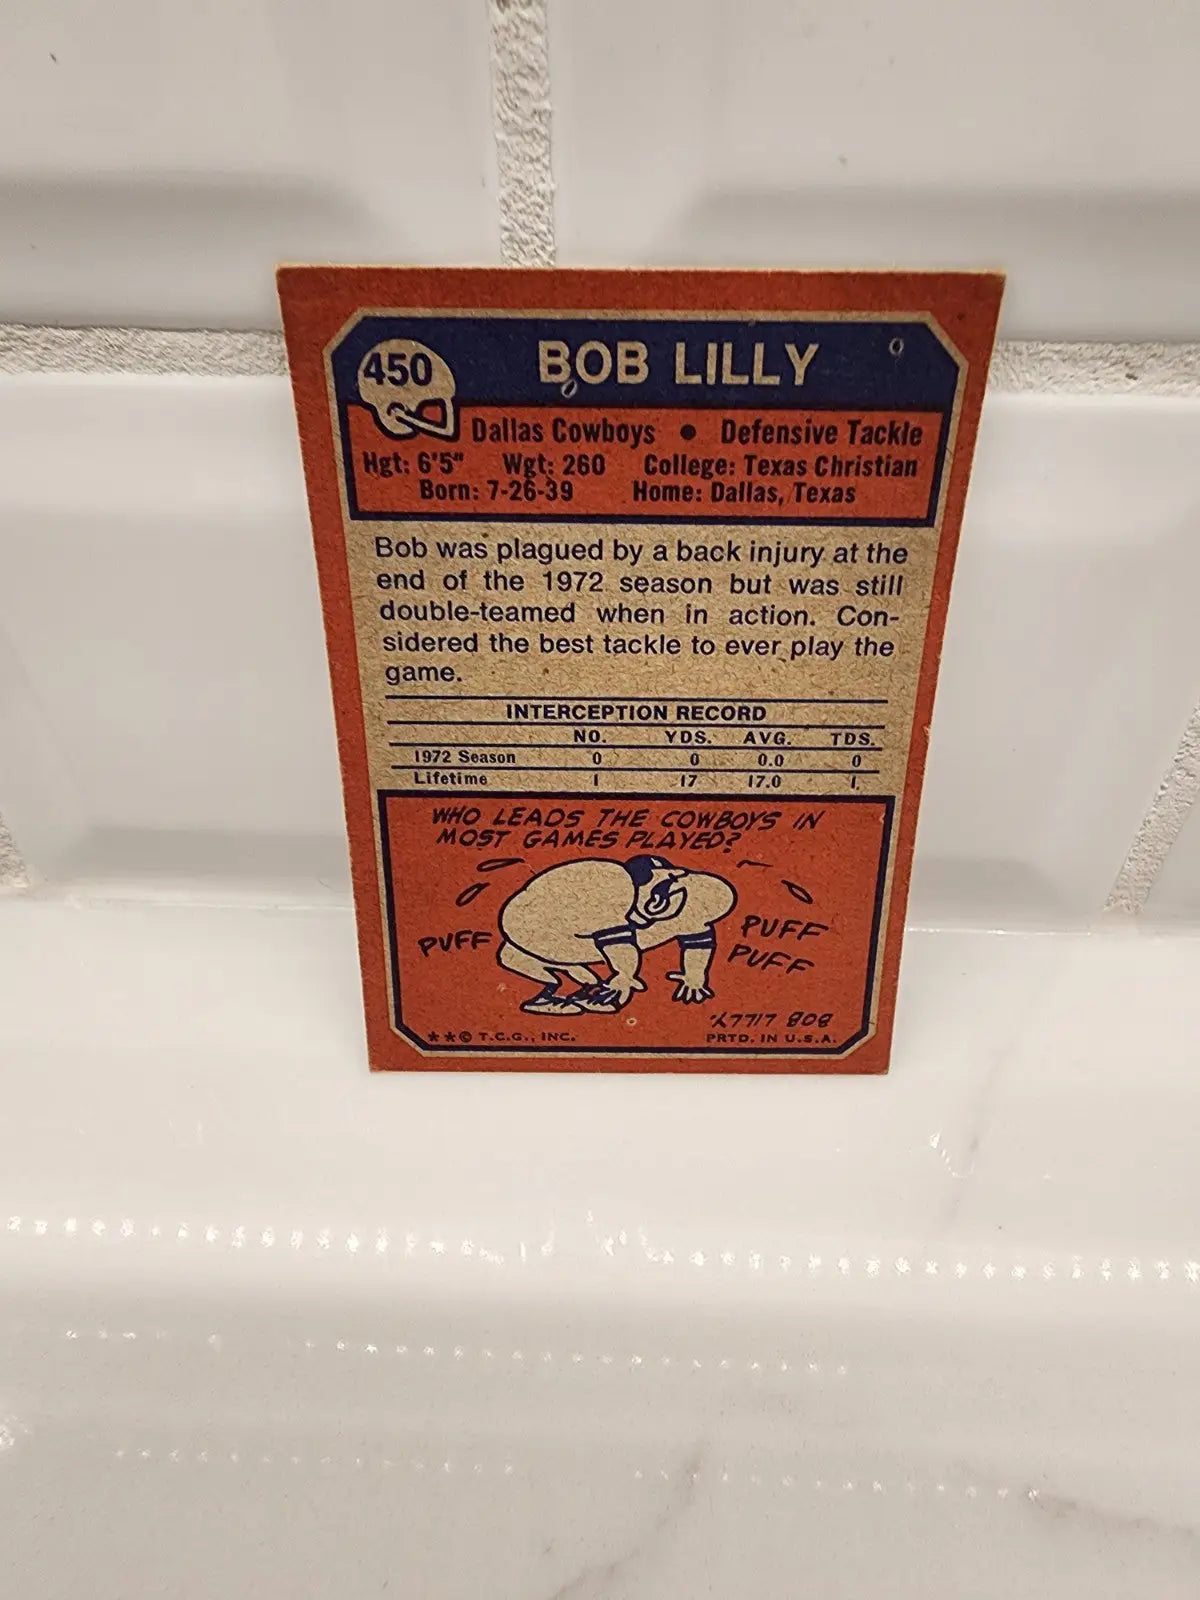 450
BOB LILLY
Dallas Cowboys • Defensive Tackle
Hgt: 6'5" Wgt: 260 College: Texas Christian
Born: 7-26-39 Home: Dallas, Texas
Bob was plagued by a back injury at the
end of the 1972 season but was still
double-teamed when in action. Con-
sidered the best tackle to ever play the
game.
INTERCEPTION RECORD
NO. YDS. AVG. TDS.
1972 Season 0 0 0.0 0
Lifetime 1 17 17.0 1
WHO LEADS THE COWBOYS IN
MOST GAMES PLAYED?
PUFF
PUFF
PUFF
BOB LILLY.
★★© T.C.G., INC.
PRTD. IN U.S.A.